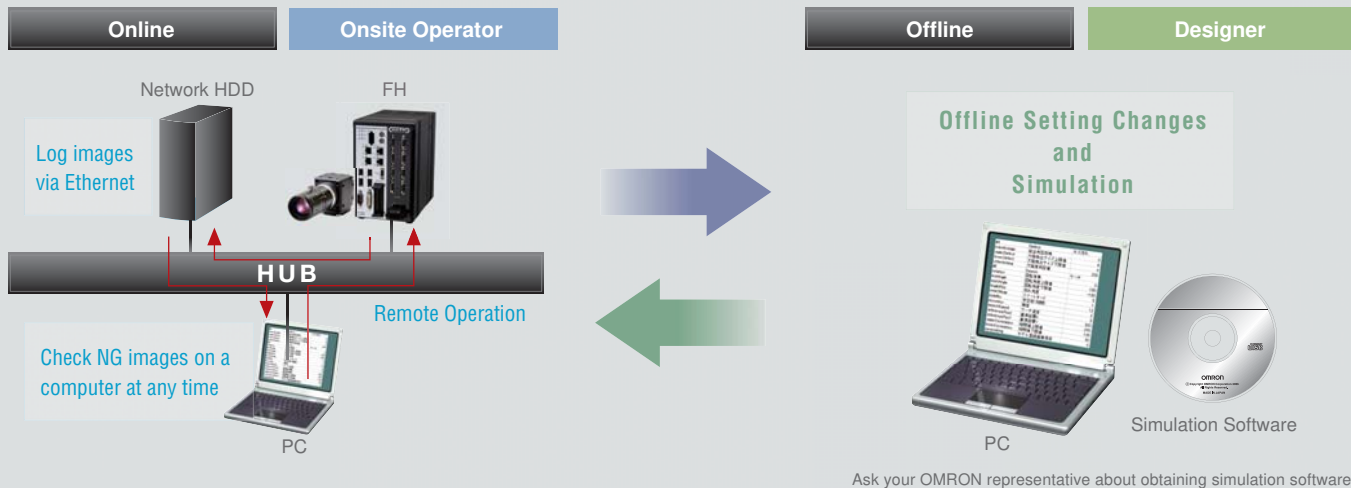 Online
Onsite Operator
Network HDD
FH
Log images
via Ethernet
HUB
Remote Operation
Check NG images on a
computer at any time
PC
Offline
Designer
Offline Setting Changes
and
Simulation
OMRON
PC
Simulation Software
Ask your OMRON representative about obtaining simulation software